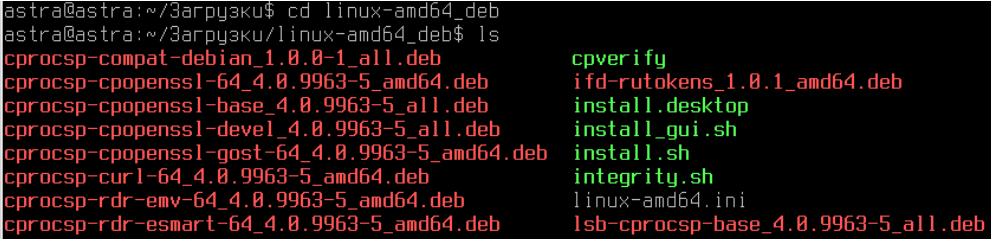 astra@astra:~/Загрузки$ cd linux-amd64_deb
astra@astra:~/Загрузки/linux-amd64_deb$ ls
cprocsp-compat-debian_1.0.0-1_all.deb cpverify
cprocsp-cpopenssl-64_4.0.9963-5_amd64.deb ifd-rutokens_1.0.1_amd64.deb
cprocsp-cpopenssl-base_4.0.9963-5_all.deb install.desktop
cprocsp-cpopenssl-devel_4.0.9963-5_all.deb install_gui.sh
cprocsp-cpopenssl-gost-64_4.0.9963-5_amd64.deb install.sh
cprocsp-curl-64_4.0.9963-5_amd64.deb integrity.sh
cprocsp-rdr-emv-64_4.0.9963-5_amd64.deb linux-amd64.ini
cprocsp-rdr-esmart-64_4.0.9963-5_amd64.deb lsb-cprocsp-base_4.0.9963-5_all.deb